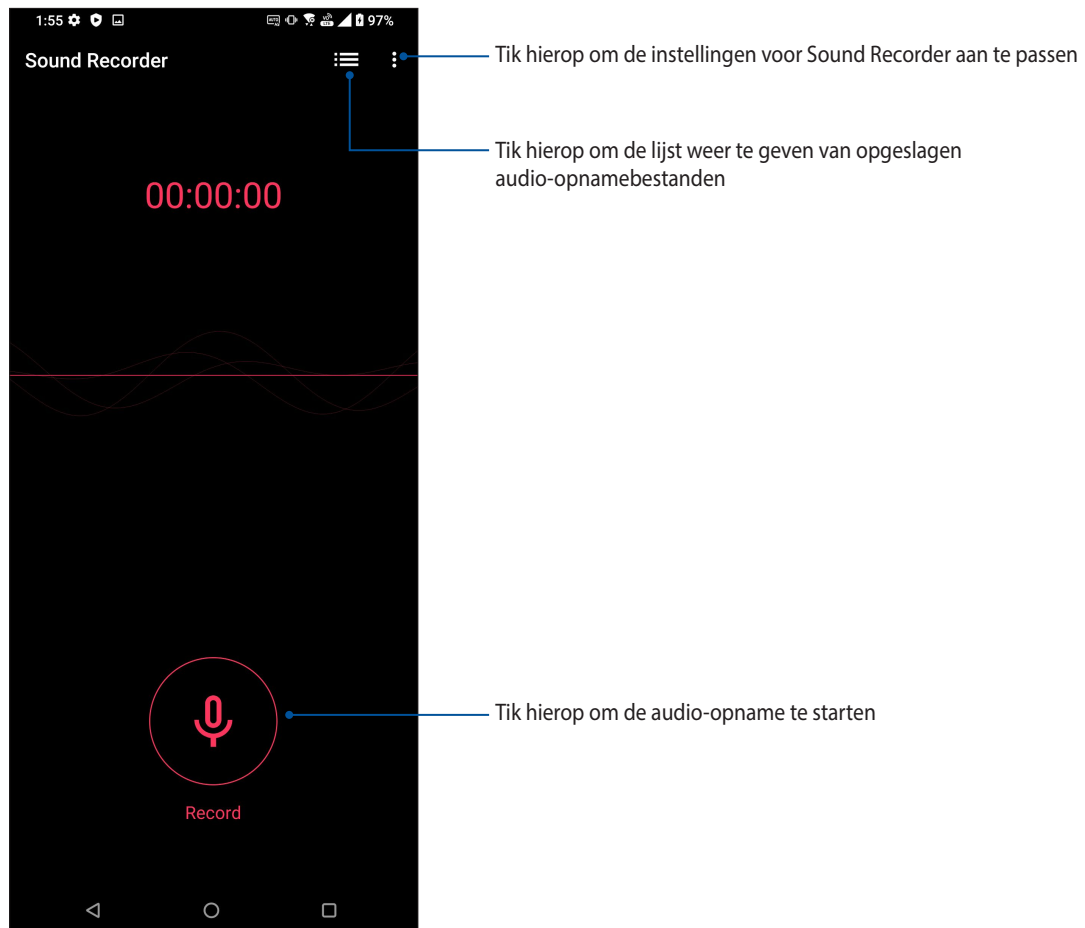 1:55 97%
Sound Recorder
Tik hierop om de instellingen voor Sound Recorder aan te passen
Tik hierop om de lijst weer te geven van opgeslagen
audio-opnamebestanden
00:00:00
Tik hierop om de audio-opname te starten
Record